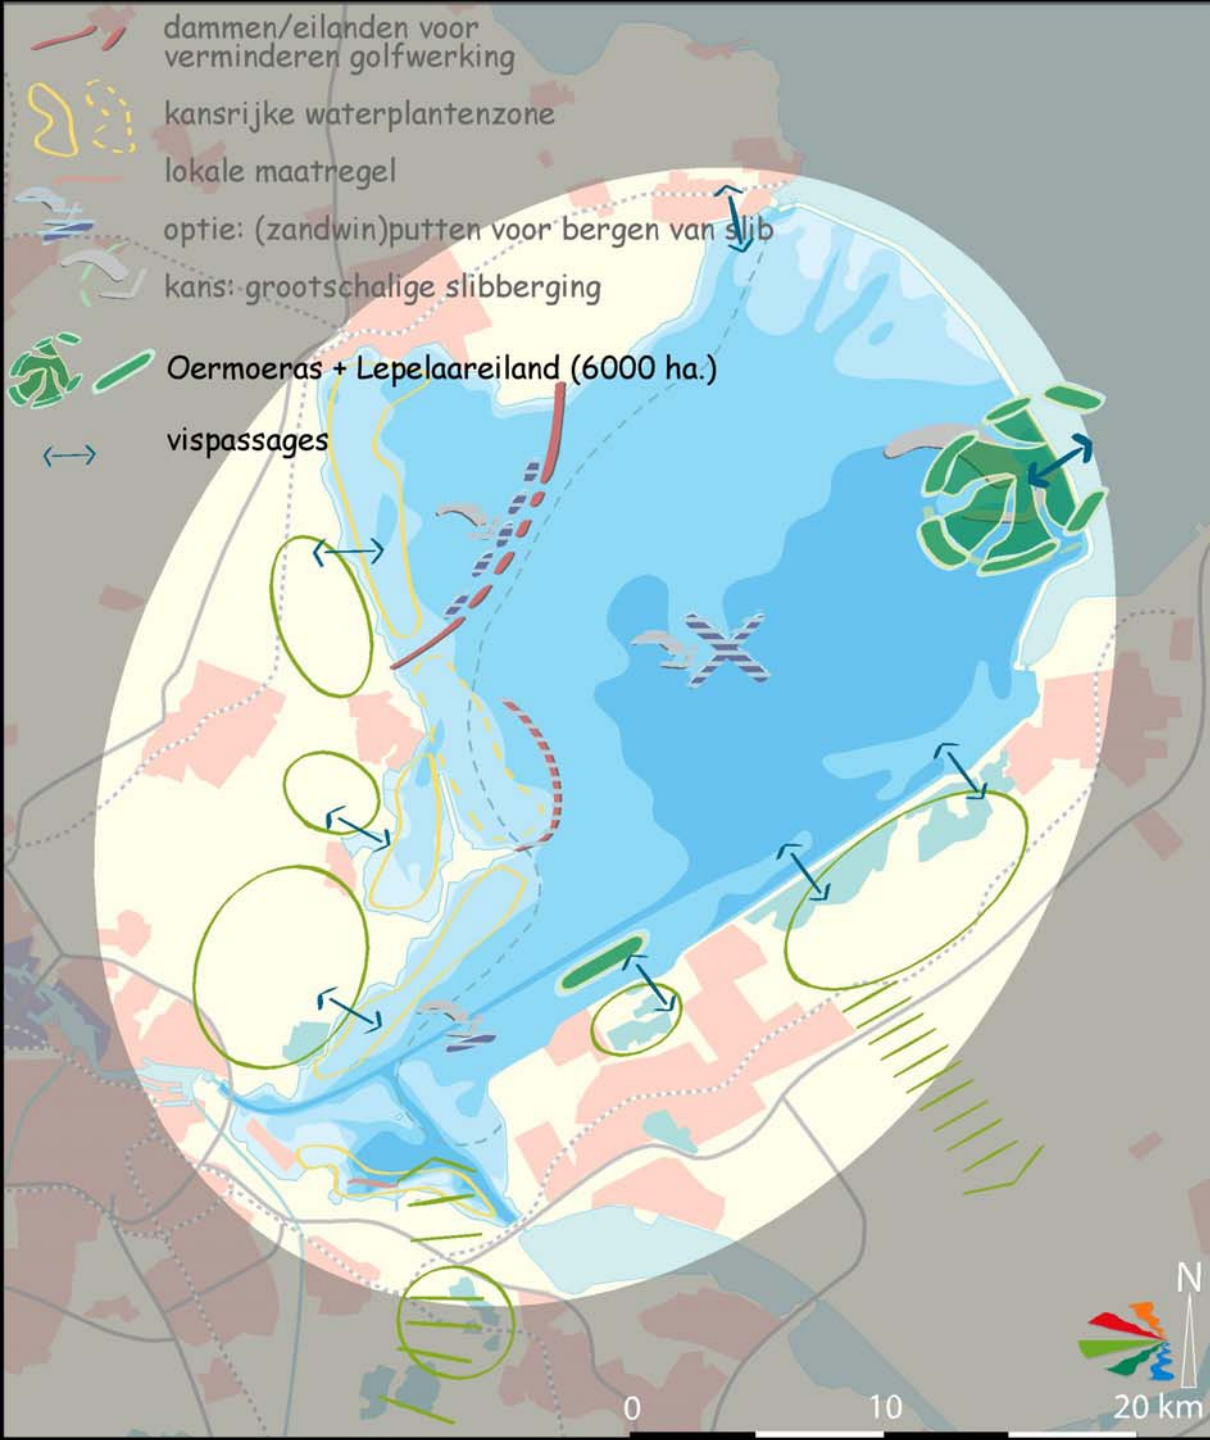 dammen/eilanden voor
verminderen golfwerking
kansrijke waterplantenzone
lokale maatregel
optie: (zandwin)putten voor bergen van slib
kans: grootschalige slibberging
Oermoeras + Lepelaareiland (6000 ha.)
vispassages
N
0 10 20 km